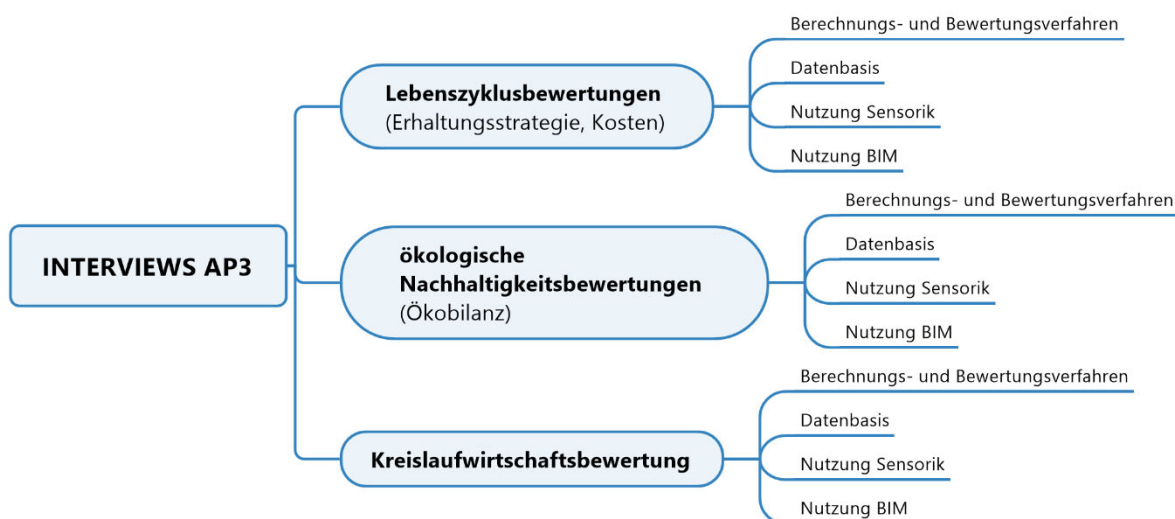 INTERVIEWS AP3
Lebenszyklusbewertungen
(Erhaltungsstrategie, Kosten)
Berechnungs- und Bewertungsverfahren
Datenbasis
Nutzung Sensorik
Nutzung BIM
ökologische
Nachhaltigkeitsbewertungen
(Ökobilanz)
Berechnungs- und Bewertungsverfahren
Datenbasis
Nutzung Sensorik
Nutzung BIM
Kreislaufwirtschaftsbewertung
Berechnungs- und Bewertungsverfahren
Datenbasis
Nutzung Sensorik
Nutzung BIM